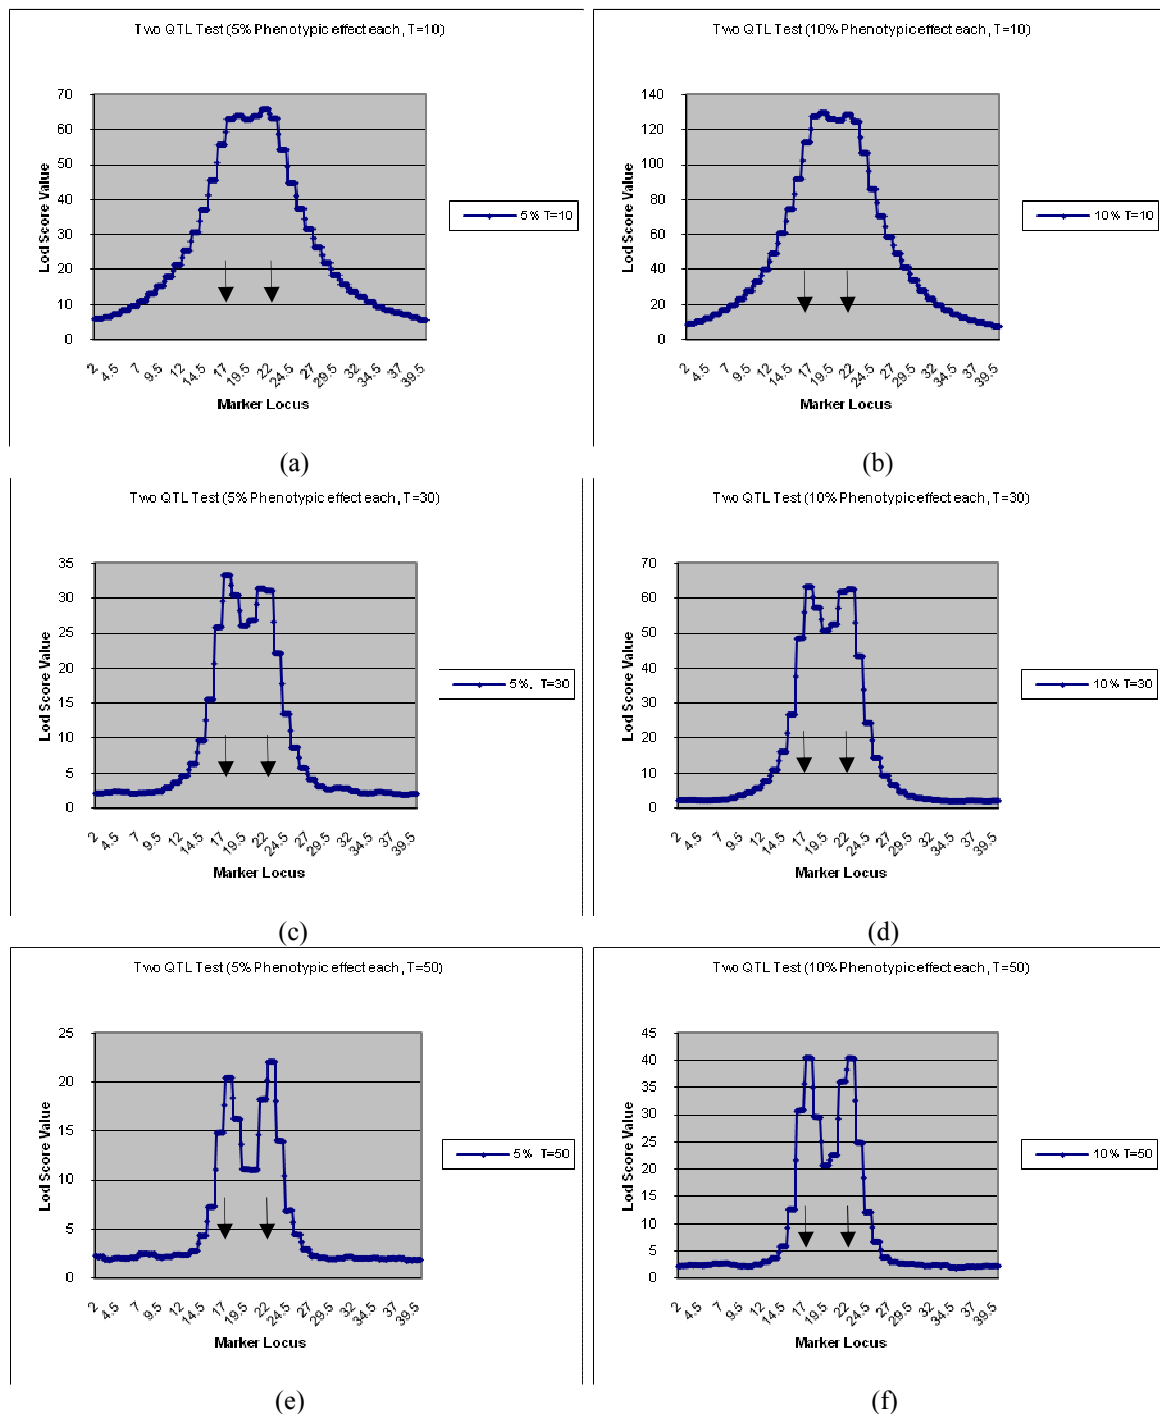 Two QTL Test (5% Phenotypic effect each, T=10)
70
60
50
40
30
20
10
0
Lod Score Value
2 4.5 7 9.5 12 14.5 17 19.5 22 24.5 27 29.5 32 34.5 37 39.5
Marker Locus
5% T=10
(a)
Two QTL Test (10% Phenotypic effect each, T=10)
140
120
100
80
60
40
20
0
Lod Score Value
2 4.5 7 9.5 12 14.5 17 19.5 22 24.5 27 29.5 32 34.5 37 39.5
Marker Locus
10% T=10
(b)
Two QTL Test (5% Phenotypic effect each, T=30)
35
30
25
20
15
10
5
0
Lod Score Value
2 4.5 7 9.5 12 14.5 17 19.5 22 24.5 27 29.5 32 34.5 37 39.5
Marker Locus
5%, T=30
(c)
Two QTL Test (10% Phenotypic effect each, T=30)
70
60
50
40
30
20
10
0
Lod Score Value
2 4.5 7 9.5 12 14.5 17 19.5 22 24.5 27 29.5 32 34.5 37 39.5
Marker Locus
10% T=30
(d)
Two QTL Test (5% Phenotypic effect each, T=50)
25
20
15
10
5
0
Lod Score Value
2 4.5 7 9.5 12 14.5 17 19.5 22 24.5 27 29.5 32 34.5 37 39.5
Marker Locus
5% T=50
(e)
Two QTL Test (10% Phenotypic effect each, T=50)
45
40
35
30
25
20
15
10
5
0
Lod Score Value
2 4.5 7 9.5 12 14.5 17 19.5 22 24.5 27 29.5 32 34.5 37 39.5
Marker Locus
10% T=50
(f)